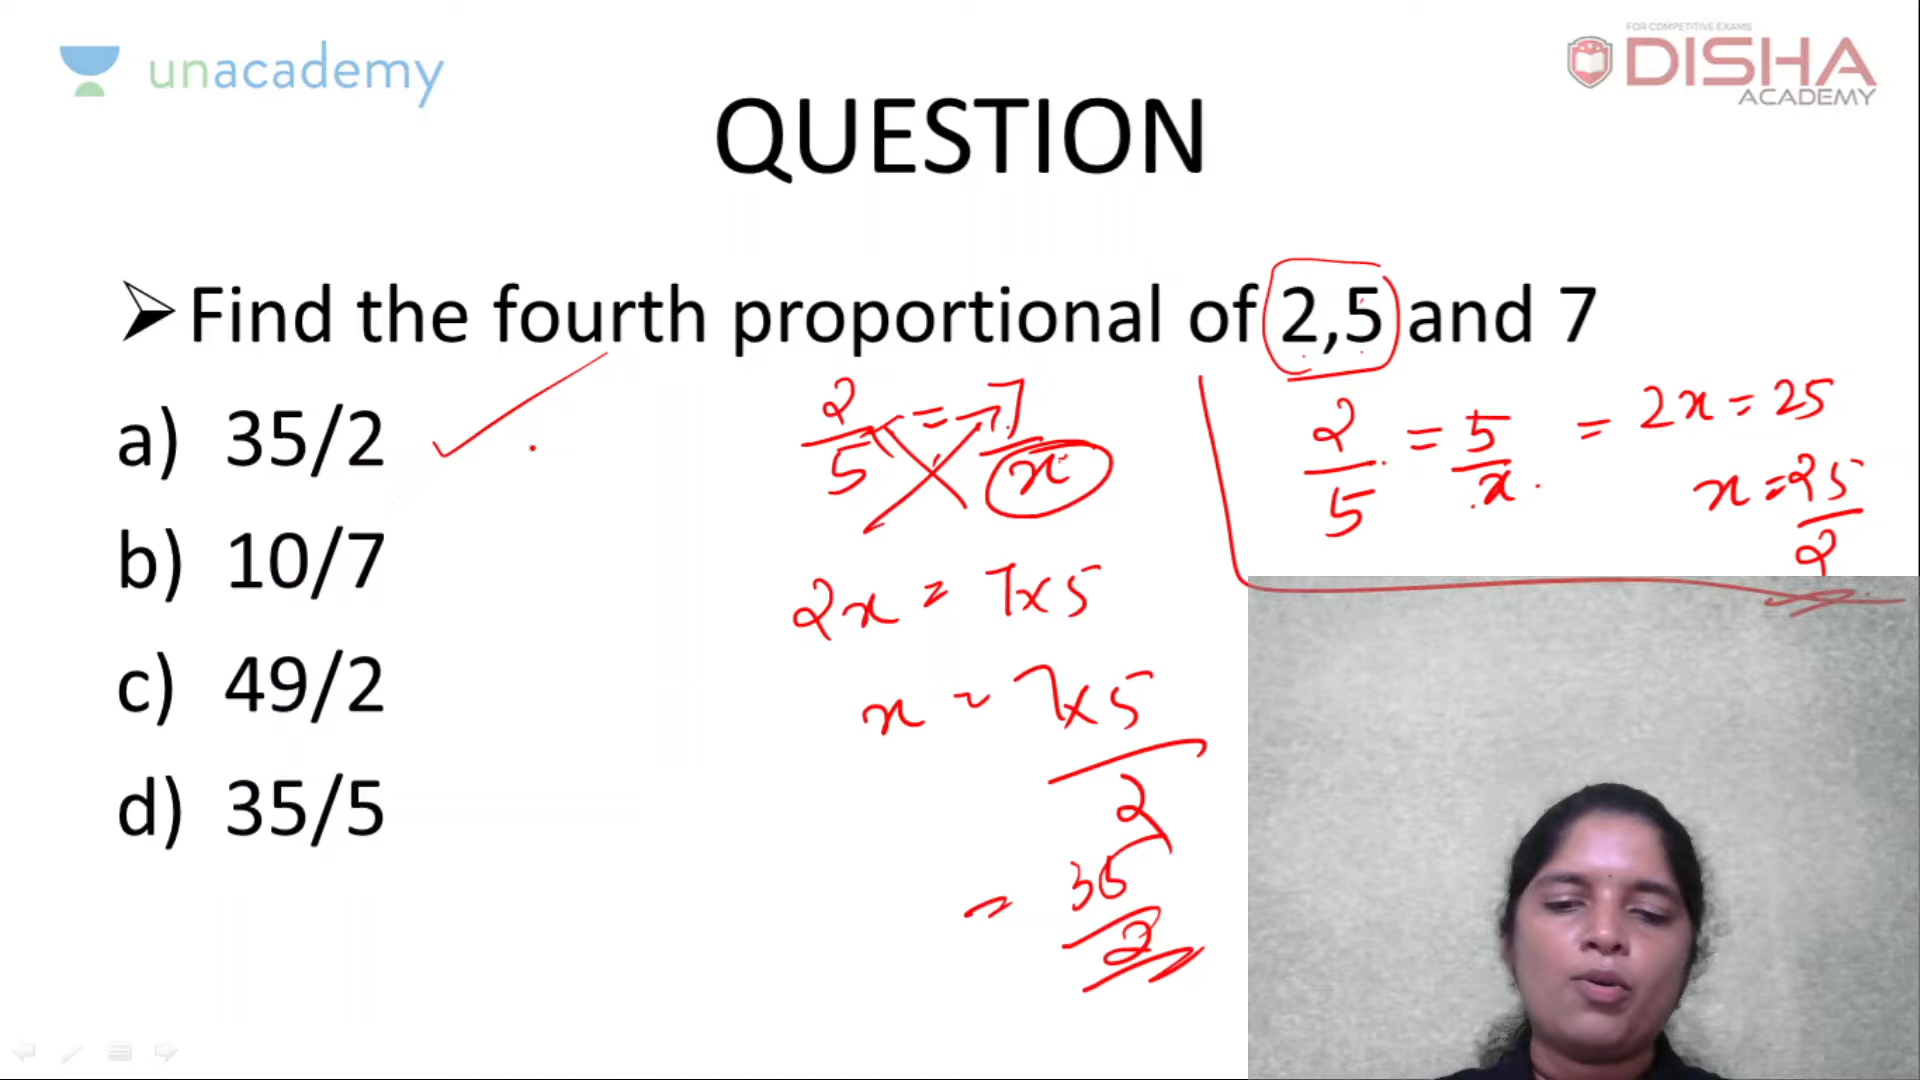 unacademy
FOR COMPETITIVE EXAMS
DISHA
ACADEMY
QUESTION
Find the fourth proportional of 2,5 and 7
a) 35/2
b) 10/7
c) 49/2
d) 35/5
2/5 = 7/x
2x = 7x5
x = 7x5/2
= 35/2
2/5 = 5/x = 2x = 25
x = 25/2